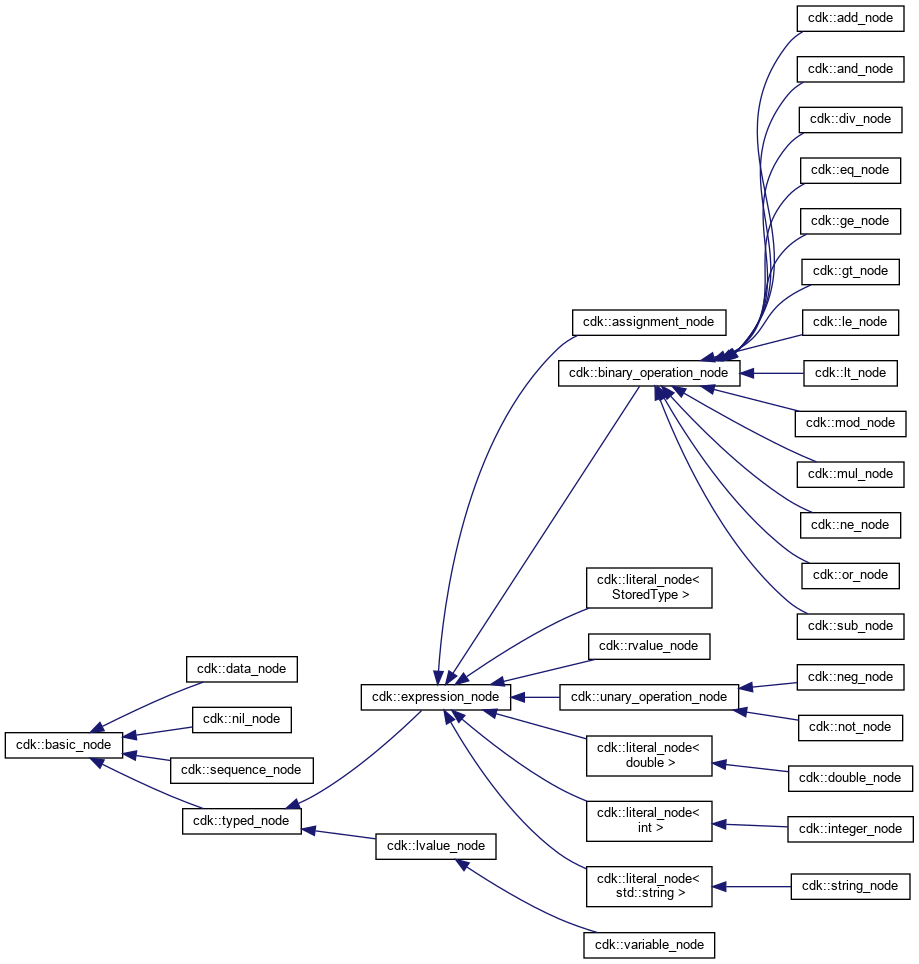 cdk::add_node
cdk::and_node
cdk::div_node
cdk::eq_node
cdk::ge_node
cdk::gt_node
cdk::assignment_node
cdk::le_node
cdk::binary_operation_node
cdk::lt_node
cdk::mod_node
cdk::mul_node
cdk::ne_node
cdk::literal_node<
StoredType >
cdk::or_node
cdk::sub_node
cdk::rvalue_node
cdk::data_node
cdk::neg_node
cdk::expression_node
cdk::unary_operation_node
cdk::nil_node
cdk::not_node
cdk::basic_node
cdk::literal_node<
double >
cdk::sequence_node
cdk::double_node
cdk::typed_node
cdk::literal_node<
int >
cdk::integer_node
cdk::lvalue_node
cdk::literal_node<
std::string >
cdk::string_node
cdk::variable_node